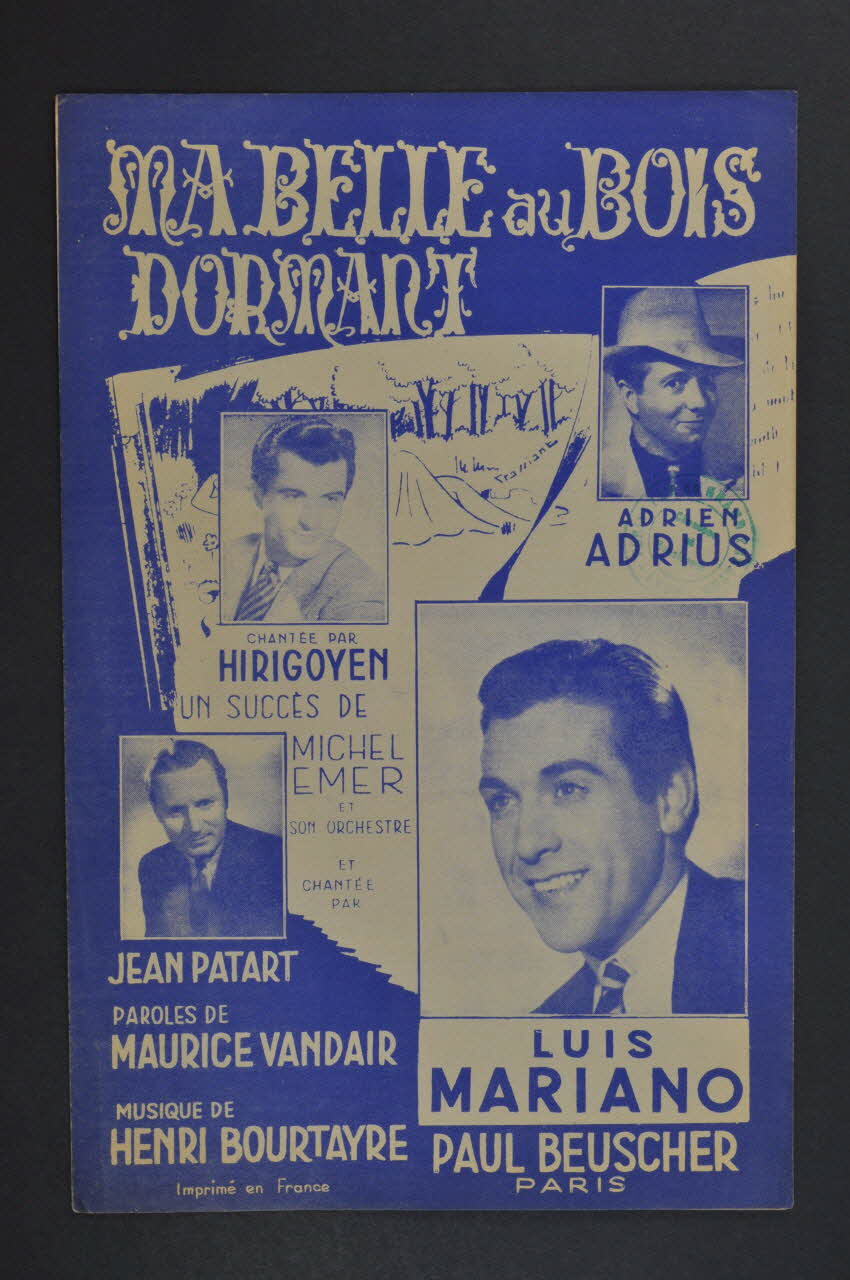 MA BELLE au BOIS
DORMANT
ADRIEN
ADRIUS
CHANTÉE PAR
HIRIGOYEN
UN SUCCÈS DE
MICHEL
EMER
ET
SON ORCHESTRE
ET
CHANTÉE
PAR
JEAN PATART
PAROLES DE
MAURICE VANDAIR
MUSIQUE DE
HENRI BOURTAYRE
Imprimé en France
LUIS
MARIANO
PAUL BEUSCHER
PARIS